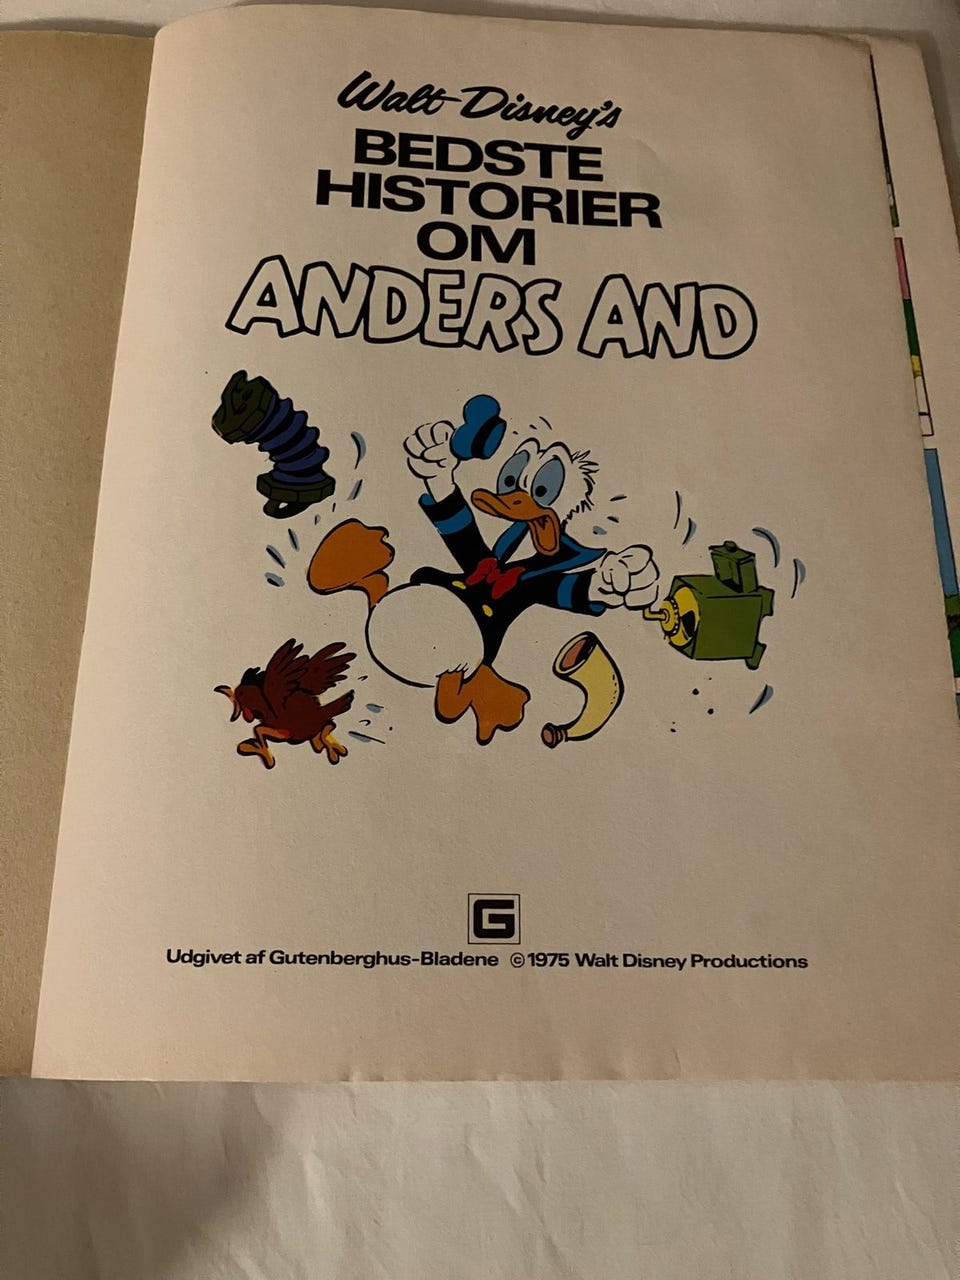 Walt Disney's
BEDSTE
HISTORIER
OM
ANDERS AND
G
Udgivet af Gutenberghus-Bladene © 1975 Walt Disney Productions